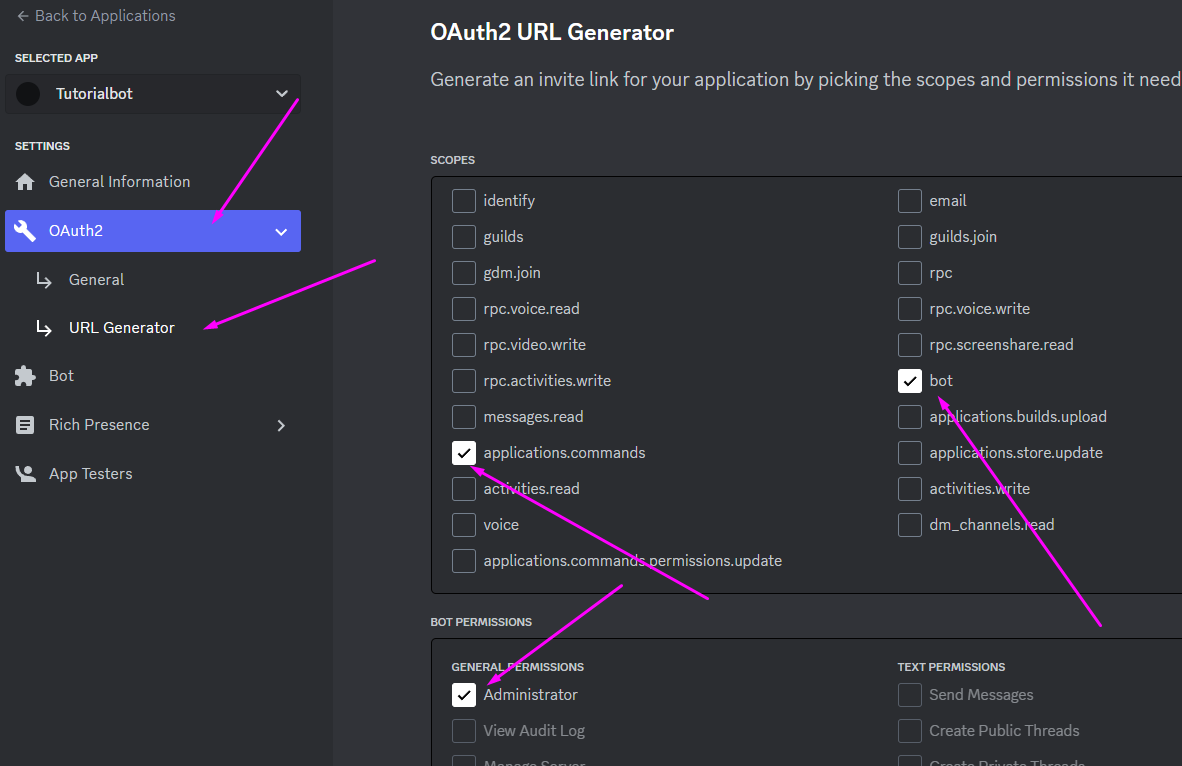 Back to Applications
SELECTED APP
Tutorialbot
SETTINGS
General Information
OAuth2
General
URL Generator
Bot
Rich Presence
App Testers
OAuth2 URL Generator
Generate an invite link for your application by picking the scopes and permissions it need
SCOPES
identify
email
guilds
guilds.join
gdm.join
rpc
rpc.voice.read
rpc.voice.write
rpc.video.write
rpc.screenshare.read
rpc.activities.write
bot
messages.read
applications.builds.upload
applications.commands
applications.store.update
activities.read
activities.write
voice
dm_channels.read
applications.commands.permissions.update
BOT PERMISSIONS
GENERAL PERMISSIONS
TEXT PERMISSIONS
Administrator
Send Messages
View Audit Log
Create Public Threads
Manage Server
Create Private Threads